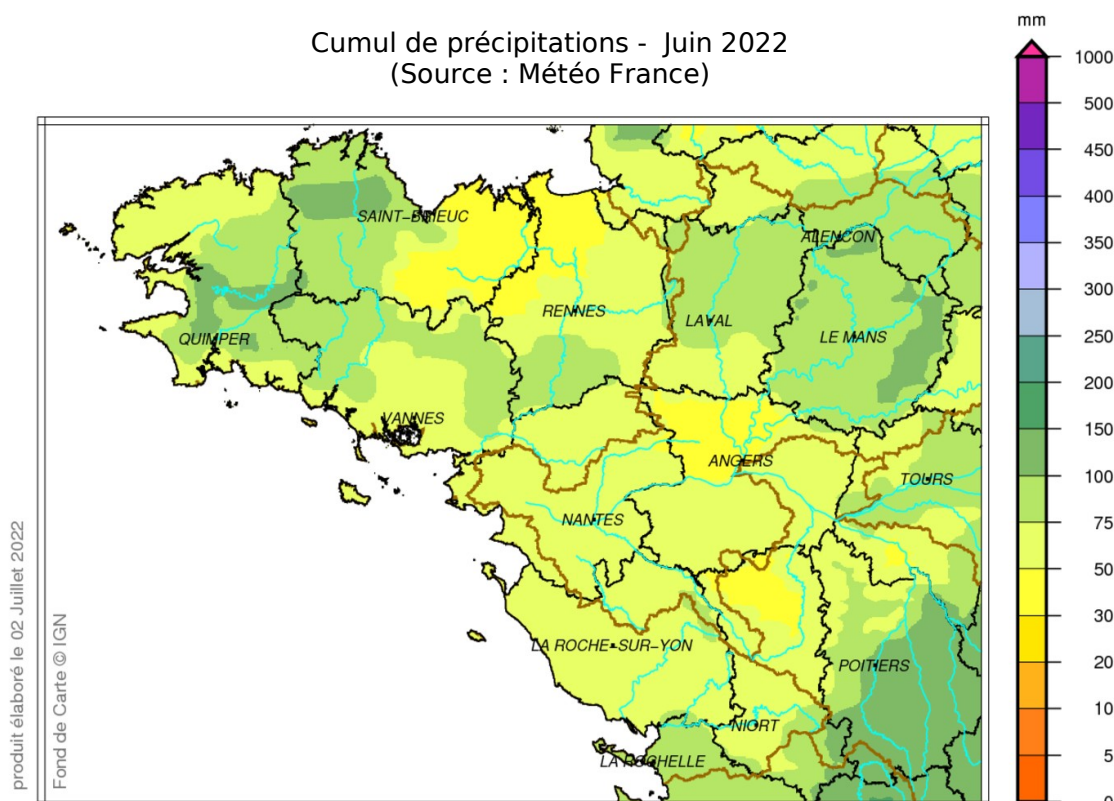 Cumul de précipitations - Juin 2022
(Source : Météo France)
mm
1000
500
450
400
350
300
250
200
150
100
75
50
30
20
10
5
0
SAINT-BRIEUC
ALENCON
RENNES
LAVAL
LE MANS
QUIMPER
VANNES
ANGERS
TOURS
NANTES
LA ROCHE-SUR-YON
POITIERS
NIORT
LA ROCHELLE
produit élaboré le 02 Juillet 2022
Fond de Carte © IGN